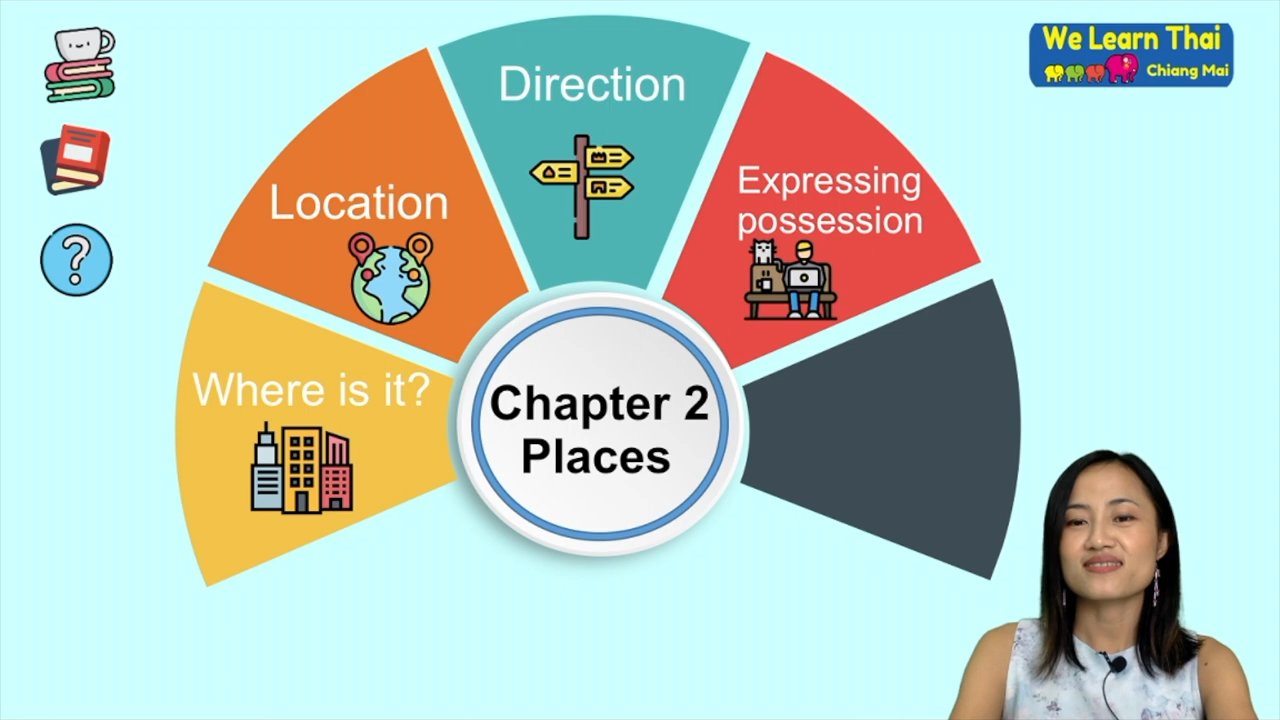 We Learn Thai
Chiang Mai
Direction
Expressing
possession
Location
Where is it?
Chapter 2
Places